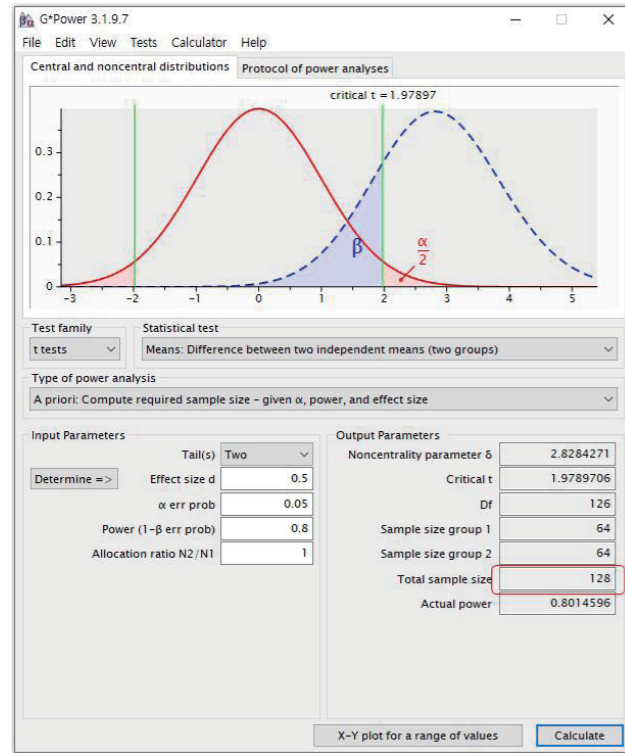 G*Power 3.1.9.7
File Edit View Tests Calculator Help
Central and noncentral distributions Protocol of power analyses
critical t = 1.97897
0.3
0.2
0.1
0
β
α
2
-3 -2 -1 0 1 2 3 4 5
Test family Statistical test
t tests Means: Difference between two independent means (two groups)
Type of power analysis
A priori: Compute required sample size – given α, power, and effect size
Input Parameters Output Parameters
Tail(s) Two Noncentrality parameter δ 2.8284271
Determine => Effect size d 0.5 Critical t 1.9789706
α err prob 0.05 Df 126
Power (1-β err prob) 0.8 Sample size group 1 64
Allocation ratio N2/N1 1 Sample size group 2 64
Total sample size 128
Actual power 0.8014596
X-Y plot for a range of values Calculate